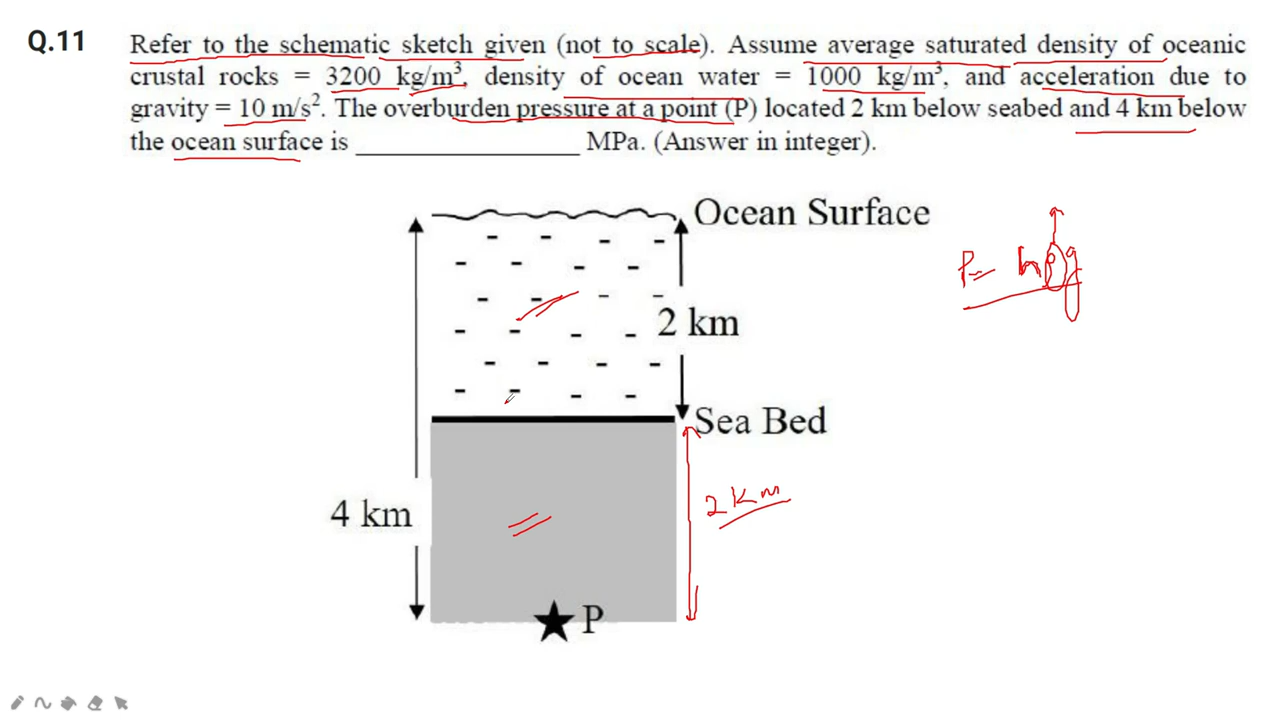 Q.11 Refer to the schematic sketch given (not to scale). Assume average saturated density of oceanic
crustal rocks = 3200 kg/m³, density of ocean water = 1000 kg/m³, and acceleration due to
gravity = 10 m/s². The overburden pressure at a point (P) located 2 km below seabed and 4 km below
the ocean surface is ________________ MPa. (Answer in integer).
Ocean Surface
P = hρg
2 km
Sea Bed
2 km
4 km
P